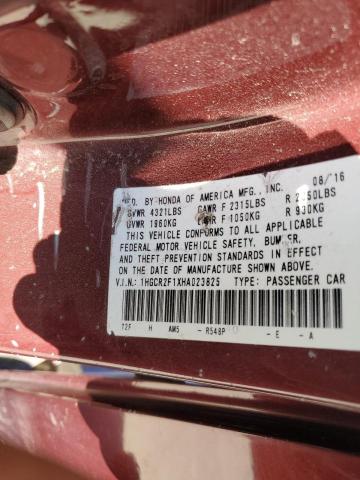 MFD. BY HONDA OF AMERICA MFG., INC. 08/16
GVWR 4321LBS GAWR F 2315LBS R 2050LBS
GVWR 1960KG GAWR F 1050KG R 930KG
THIS VEHICLE CONFORMS TO ALL APPLICABLE
FEDERAL MOTOR VEHICLE SAFETY, BUMPER,
AND THEFT PREVENTION STANDARDS IN EFFECT
ON THE DATE OF MANUFACTURE SHOWN ABOVE.
V.I.N.: 1HGCR2F1XHA023825 TYPE: PASSENGER CAR
T2F H AM5 - R548P - E - A